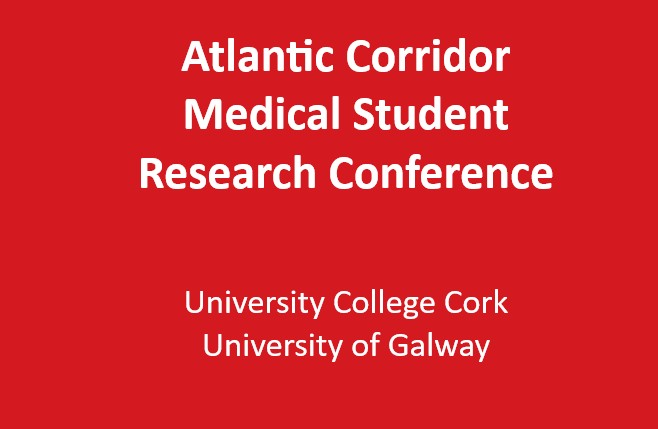 Atlantic Corridor
Medical Student
Research Conference
University College Cork
University of Galway